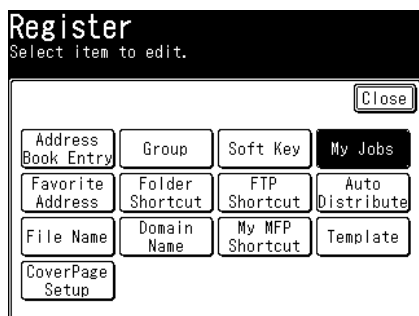 Register
Select item to edit.
Close
Address
Book Entry
Group
Soft Key
My Jobs
Favorite
Address
Folder
Shortcut
FTP
Shortcut
Auto
Distribute
File Name
Domain
Name
My MFP
Shortcut
Template
CoverPage
Setup